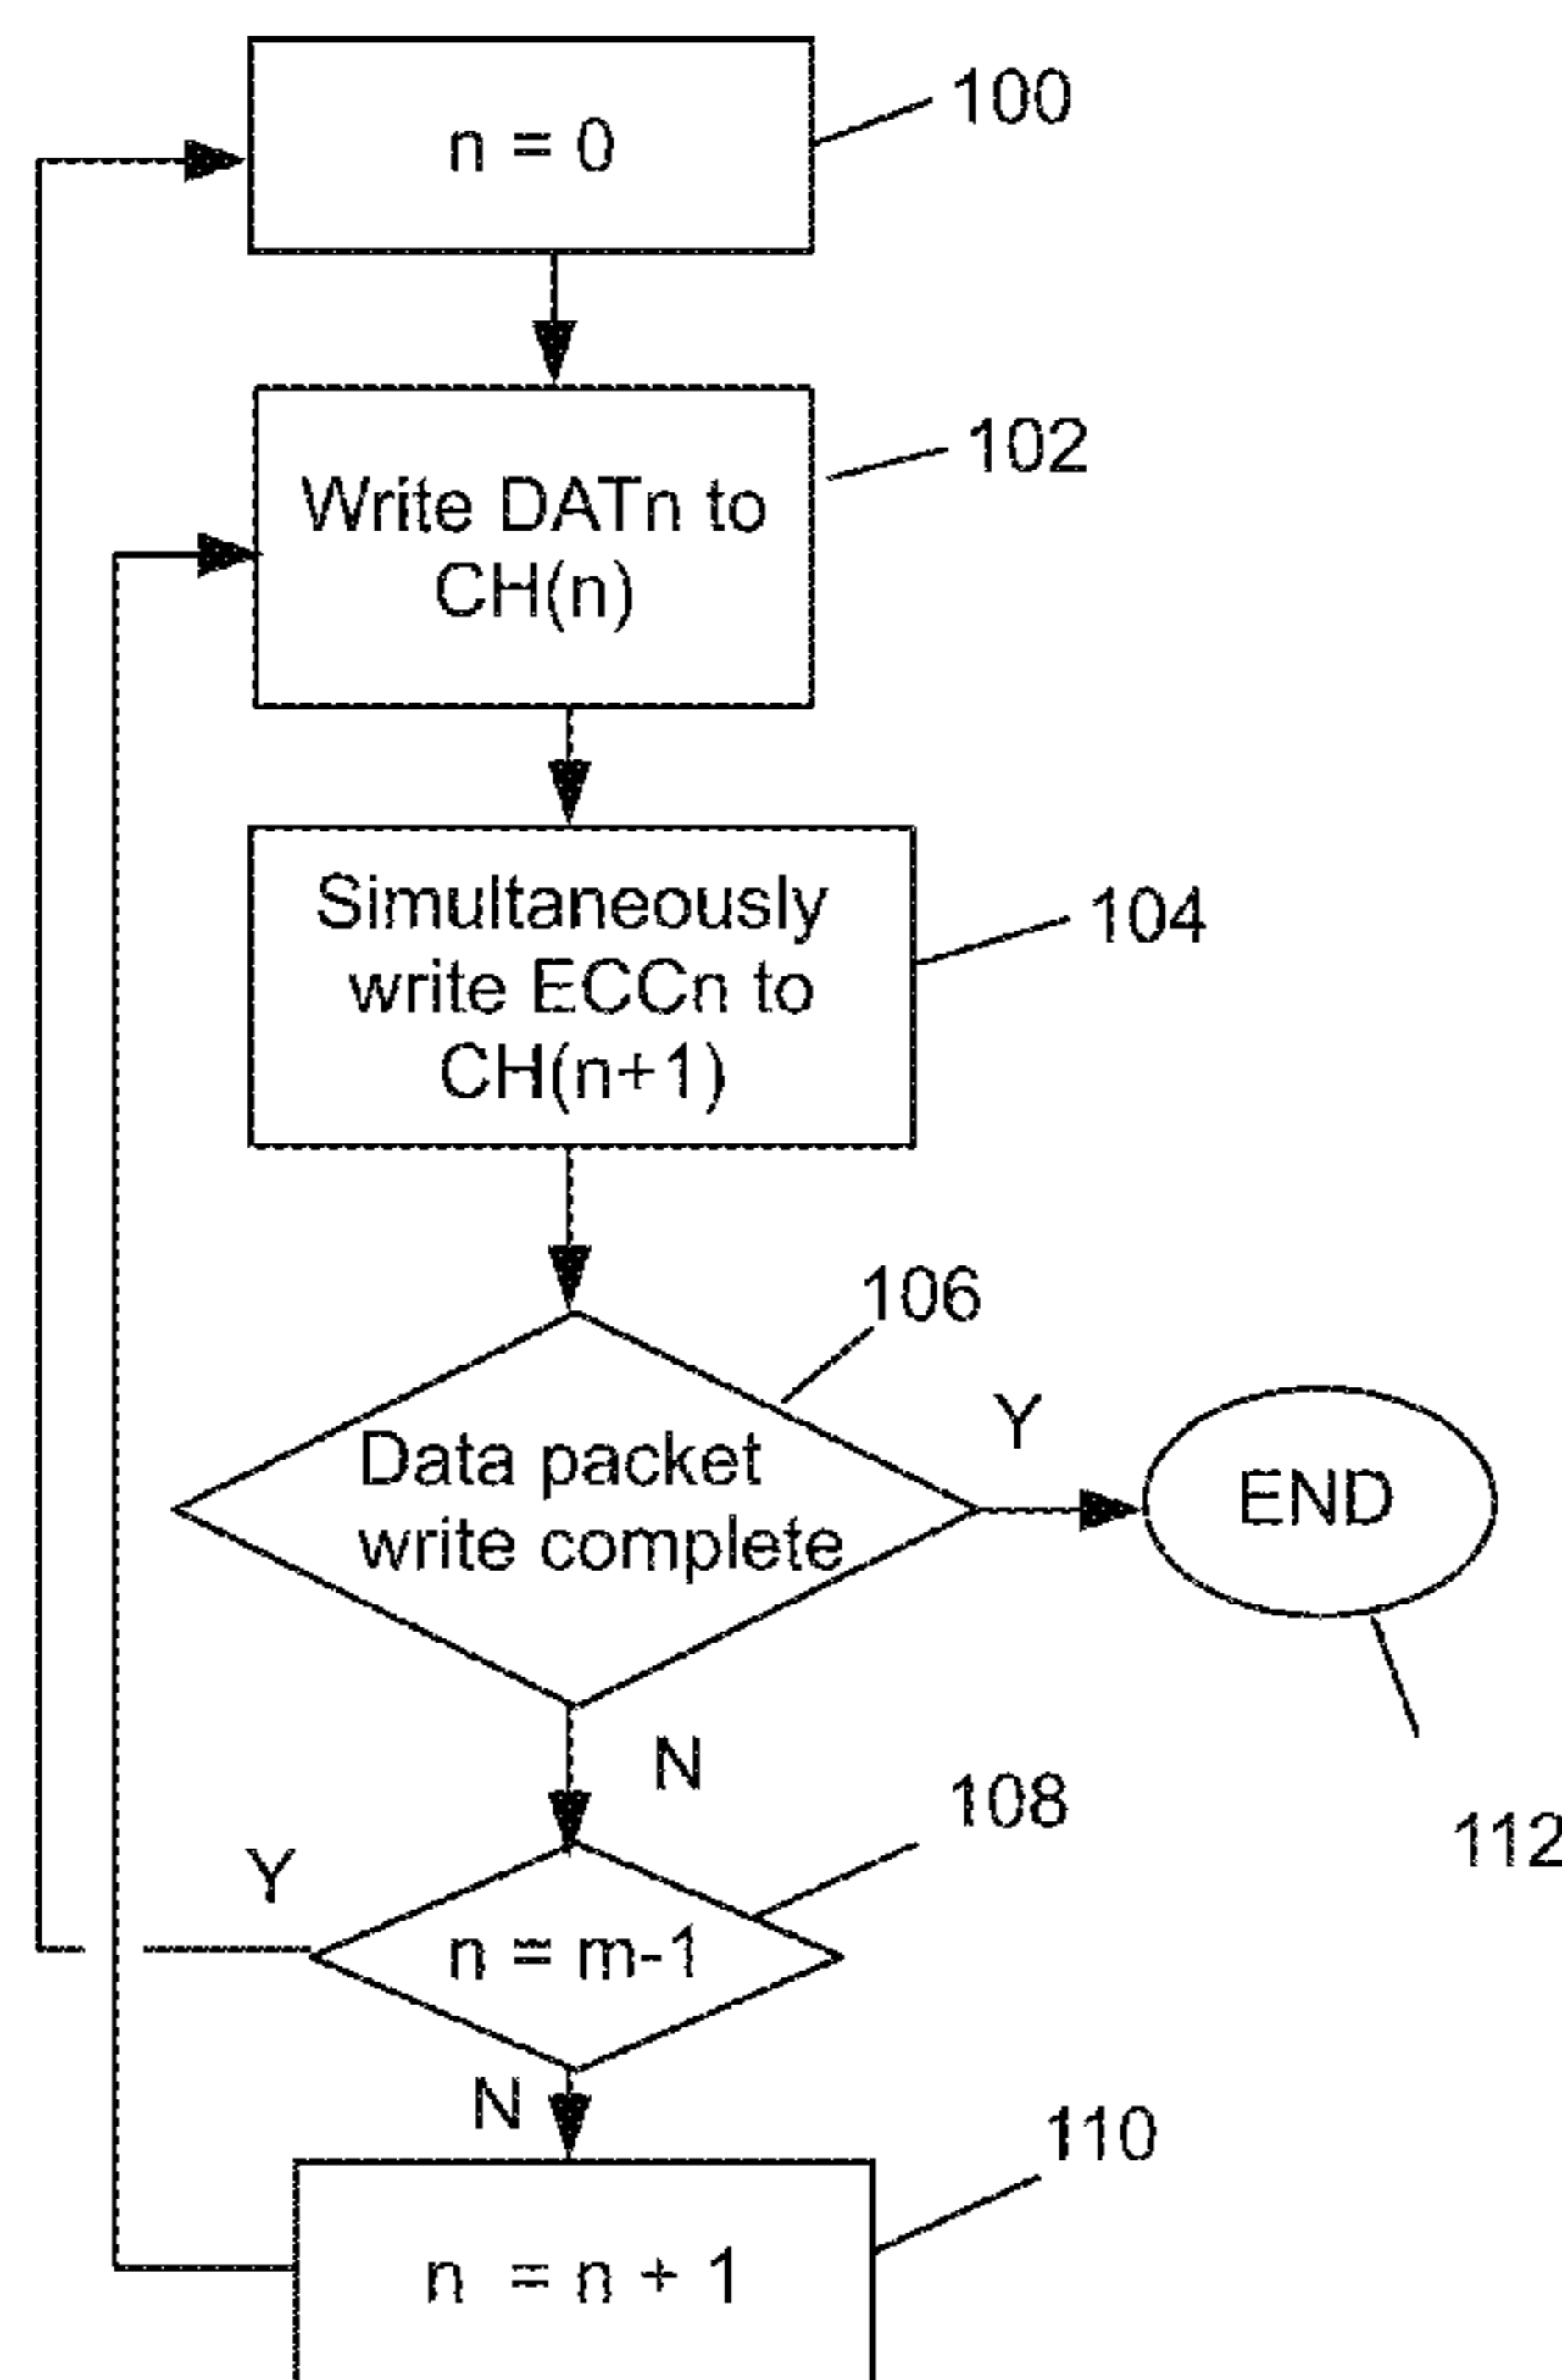 n = 0
100
Write DATn to
CH(n)
102
Simultaneously
write ECCn to
CH(n+1)
104
106
Data packet
write complete
Y
END
N
112
108
Y
n = m-1
N
110
n = n + 1